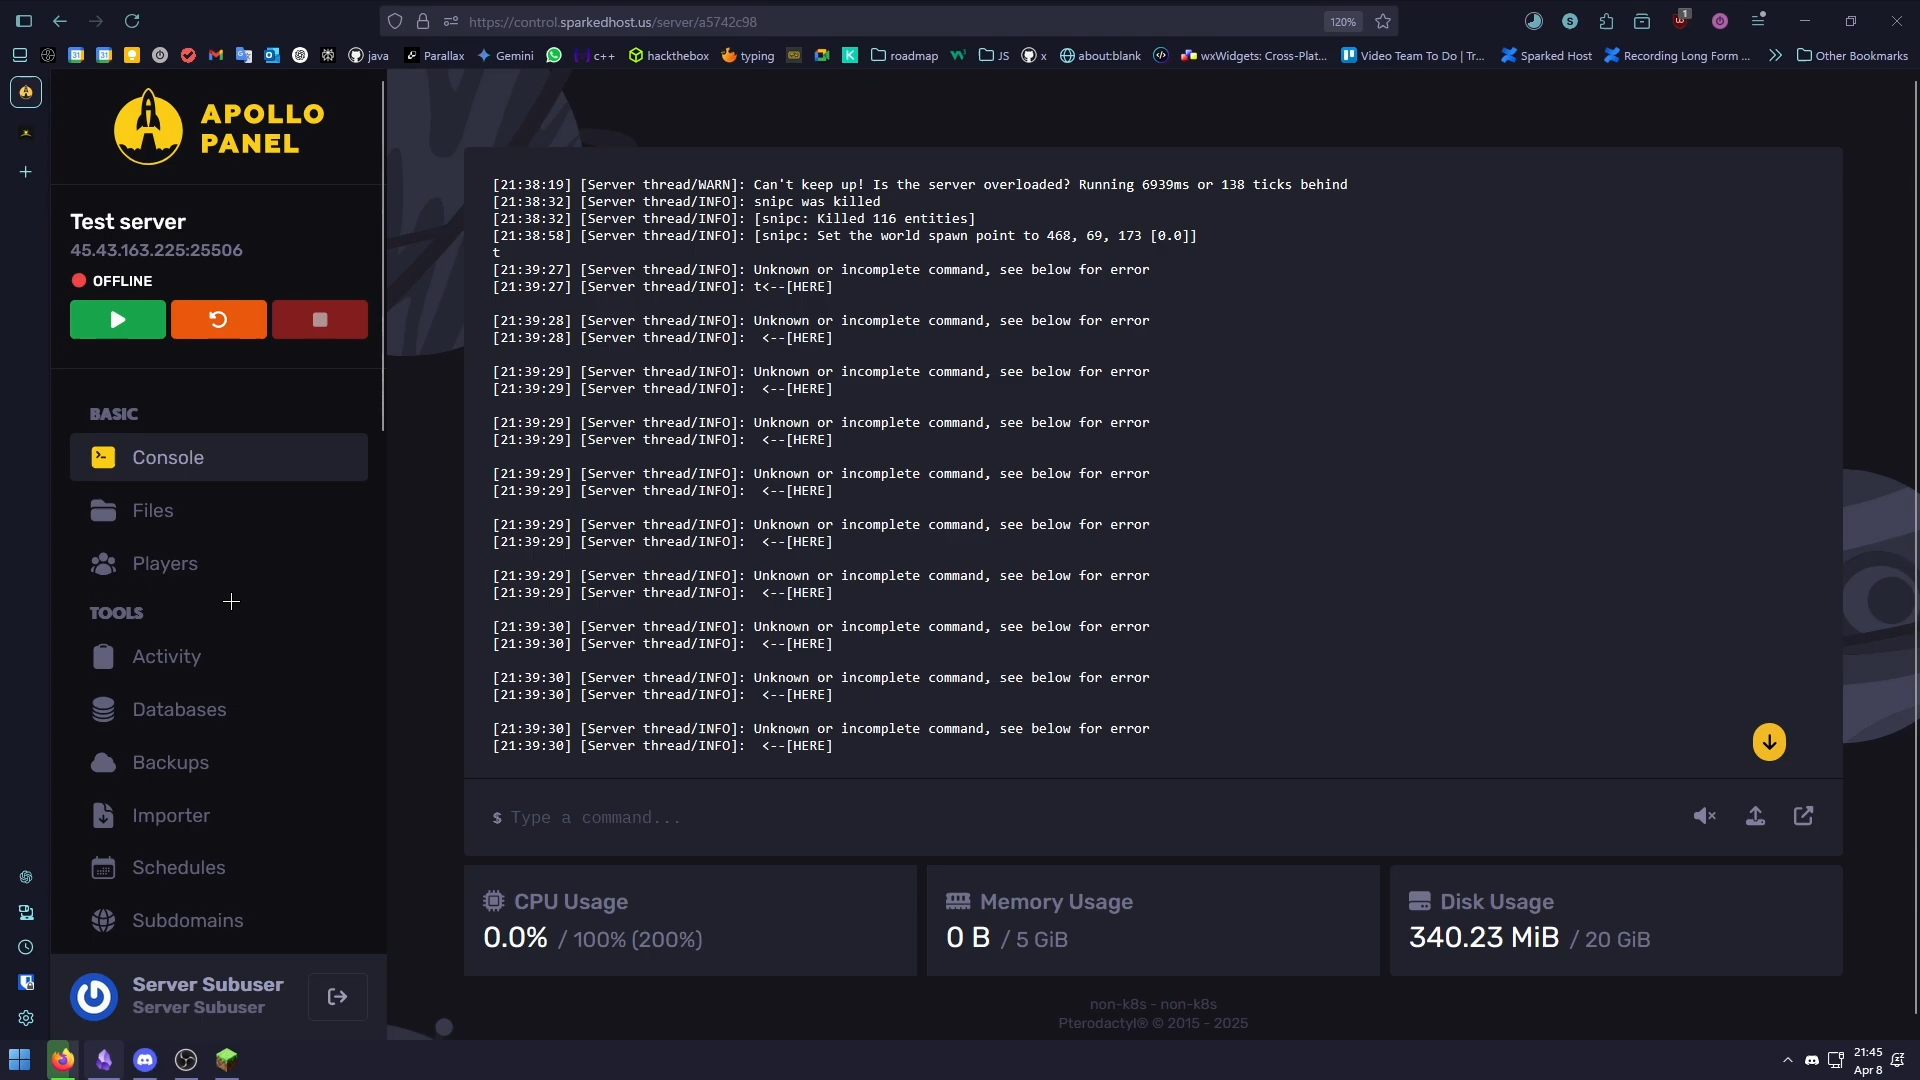 https://control.sparkedhost.us/server/a5742c98
120%
1
java
Parallax
Gemini
c++
hackthebox
typing
roadmap
JS
x
about:blank
wxWidgets: Cross-Plat...
Video Team To Do | Tr...
Sparked Host
Recording Long Form ...
Other Bookmarks
APOLLO
PANEL
Test server
45.43.163.225:25506
OFFLINE
BASIC
Console
Files
Players
TOOLS
Activity
Databases
Backups
Importer
Schedules
Subdomains
Server Subuser
Server Subuser
[21:38:19] [Server thread/WARN]: Can't keep up! Is the server overloaded? Running 6939ms or 138 ticks behind
[21:38:32] [Server thread/INFO]: snipc was killed
[21:38:32] [Server thread/INFO]: [snipc: Killed 116 entities]
[21:38:58] [Server thread/INFO]: [snipc: Set the world spawn point to 468, 69, 173 [0.0]]
t
[21:39:27] [Server thread/INFO]: Unknown or incomplete command, see below for error
[21:39:27] [Server thread/INFO]: t<--[HERE]
[21:39:28] [Server thread/INFO]: Unknown or incomplete command, see below for error
[21:39:28] [Server thread/INFO]:  <--[HERE]
[21:39:29] [Server thread/INFO]: Unknown or incomplete command, see below for error
[21:39:29] [Server thread/INFO]:  <--[HERE]
[21:39:29] [Server thread/INFO]: Unknown or incomplete command, see below for error
[21:39:29] [Server thread/INFO]:  <--[HERE]
[21:39:29] [Server thread/INFO]: Unknown or incomplete command, see below for error
[21:39:29] [Server thread/INFO]:  <--[HERE]
[21:39:29] [Server thread/INFO]: Unknown or incomplete command, see below for error
[21:39:29] [Server thread/INFO]:  <--[HERE]
[21:39:29] [Server thread/INFO]: Unknown or incomplete command, see below for error
[21:39:29] [Server thread/INFO]:  <--[HERE]
[21:39:30] [Server thread/INFO]: Unknown or incomplete command, see below for error
[21:39:30] [Server thread/INFO]:  <--[HERE]
[21:39:30] [Server thread/INFO]: Unknown or incomplete command, see below for error
[21:39:30] [Server thread/INFO]:  <--[HERE]
[21:39:30] [Server thread/INFO]: Unknown or incomplete command, see below for error
[21:39:30] [Server thread/INFO]:  <--[HERE]
$ Type a command...
CPU Usage
0.0% / 100% (200%)
Memory Usage
0 B / 5 GiB
Disk Usage
340.23 MiB / 20 GiB
non-k8s - non-k8s
Pterodactyl® © 2015 - 2025
21:45
Apr 8